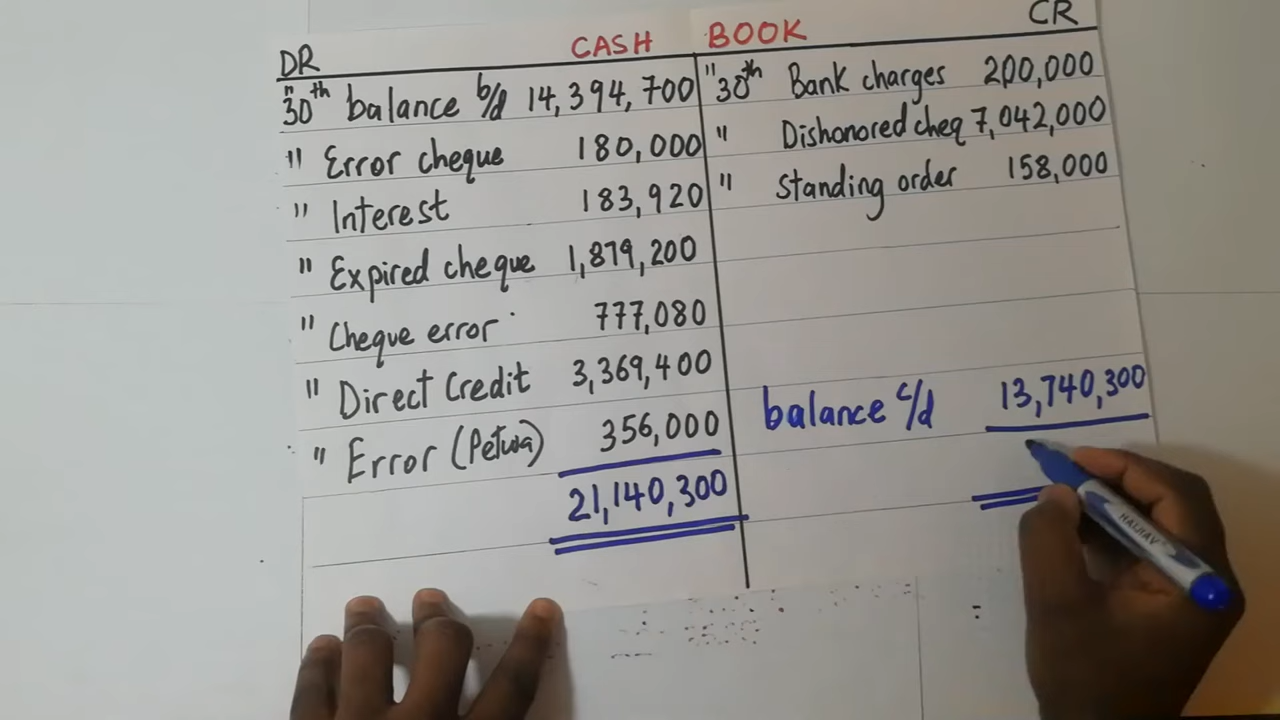 DR CASH BOOK CR
"30th balance b/d 14,394,700 "30th Bank charges 200,000
" Error cheque 180,000 " Dishonored cheq 7,042,000
" Interest 183,920 " Standing order 158,000
" Expired cheque 1,879,200
" Cheque error 777,080
" Direct Credit 3,369,400 balance c/d 13,740,300
" Error (Petwa) 356,000
21,140,300